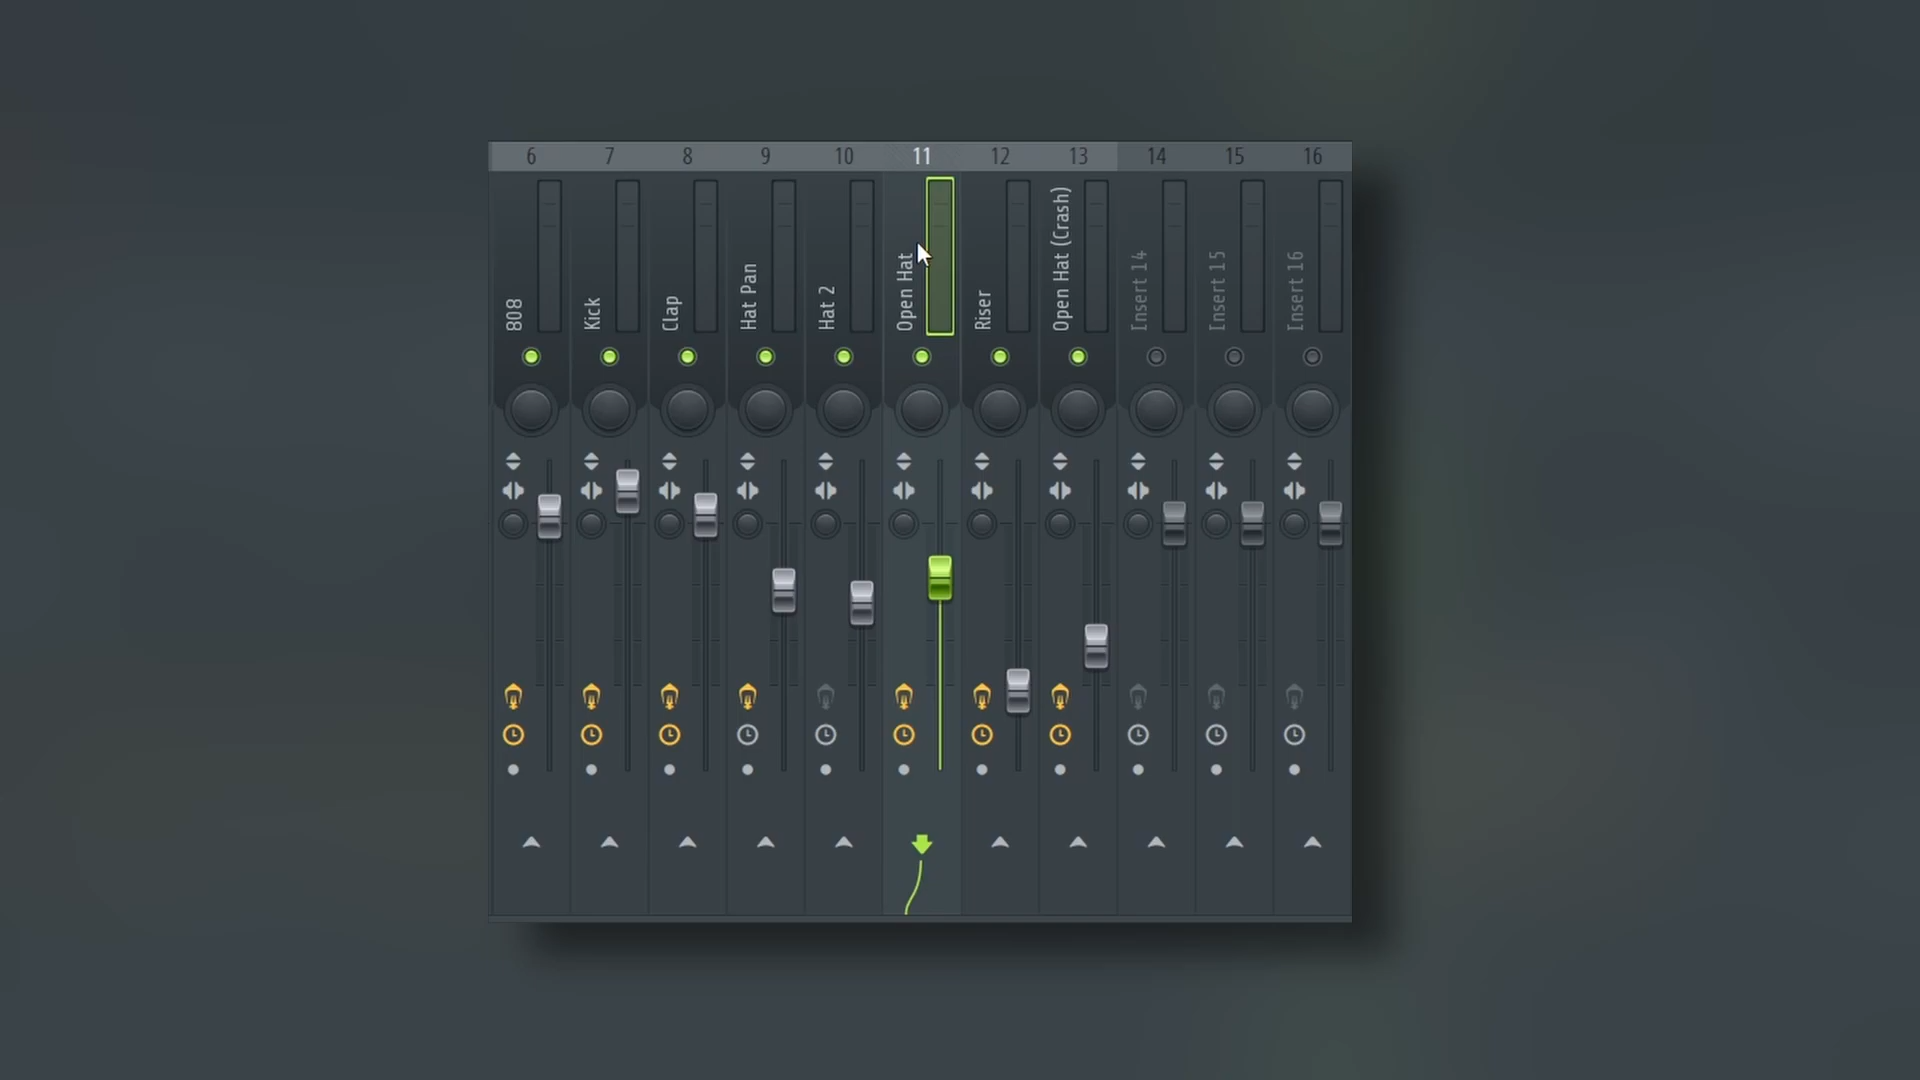 6 7 8 9 10 11 12 13 14 15 16
808
Kick
Clap
Hat Pan
Hat 2
Open Hat
Riser
Open Hat (Crash)
Insert 14
Insert 15
Insert 16